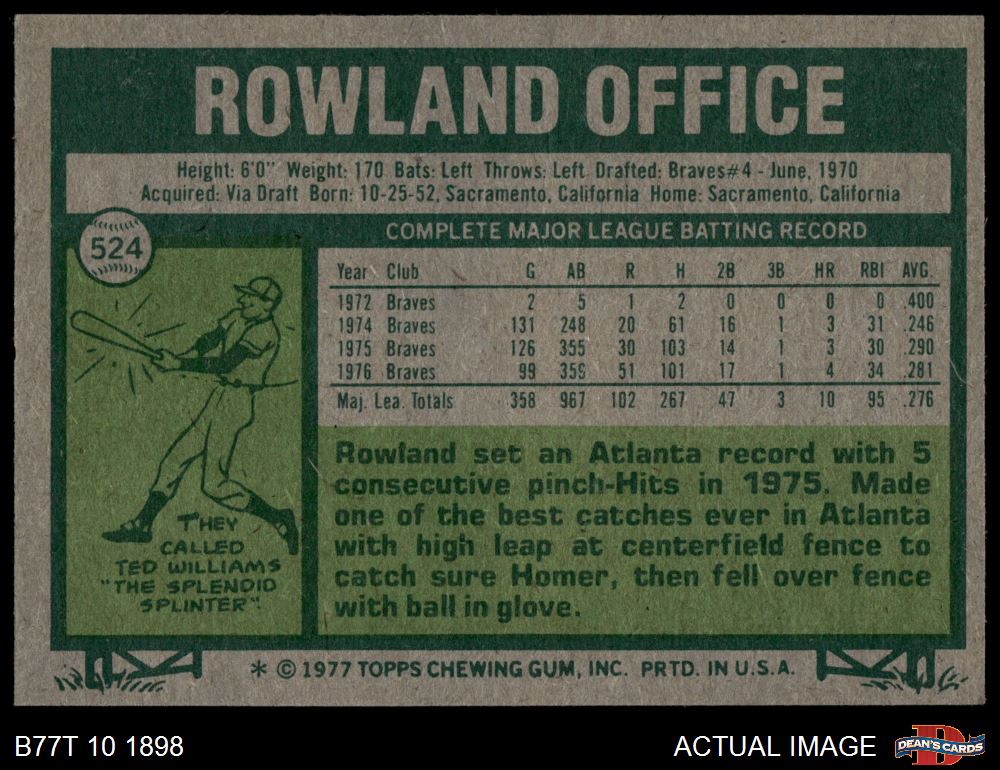 ROWLAND OFFICE
Height: 6'0" Weight: 170 Bats: Left Throws: Left Drafted: Braves#4 - June, 1970
Acquired: Via Draft Born: 10-25-52, Sacramento, California Home: Sacramento, California
524
COMPLETE MAJOR LEAGUE BATTING RECORD
Year Club G AB R H 2B 3B HR RBI AVG.
1972 Braves 2 5 1 2 0 0 0 0 .400
1974 Braves 131 248 20 61 16 1 3 31 .246
1975 Braves 126 355 30 103 14 1 3 30 .290
1976 Braves 99 359 51 101 17 1 4 34 .281
Maj. Lea. Totals 358 967 102 267 47 3 10 95 .276
THEY
CALLED
TED WILLIAMS
"THE SPLENDID
SPLINTER".
Rowland set an Atlanta record with 5
consecutive pinch-Hits in 1975. Made
one of the best catches ever in Atlanta
with high leap at centerfield fence to
catch sure Homer, then fell over fence
with ball in glove.
* © 1977 TOPPS CHEWING GUM, INC. PRTD. IN U.S.A.
B77T 10 1898
ACTUAL IMAGE
D
DEAN'S CARDS